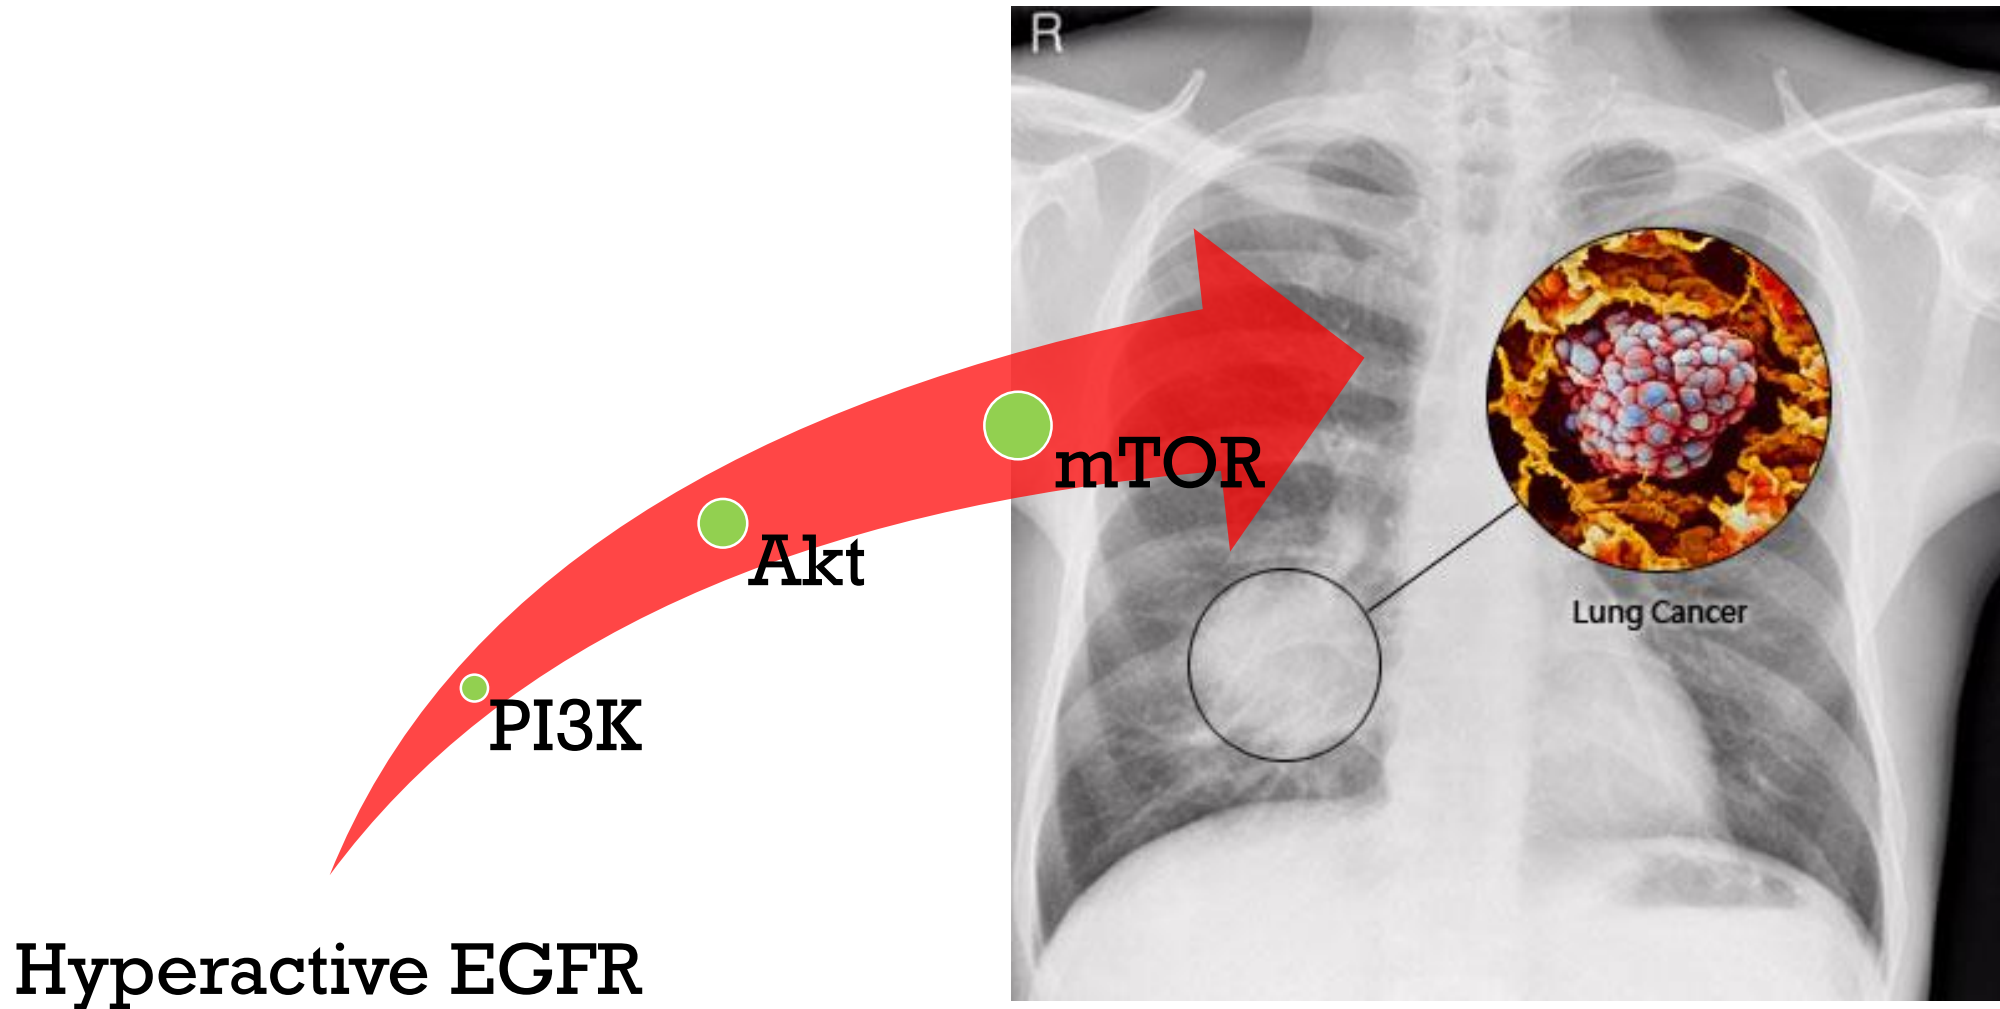 R
mTOR
Akt
Lung Cancer
PI3K
Hyperactive EGFR